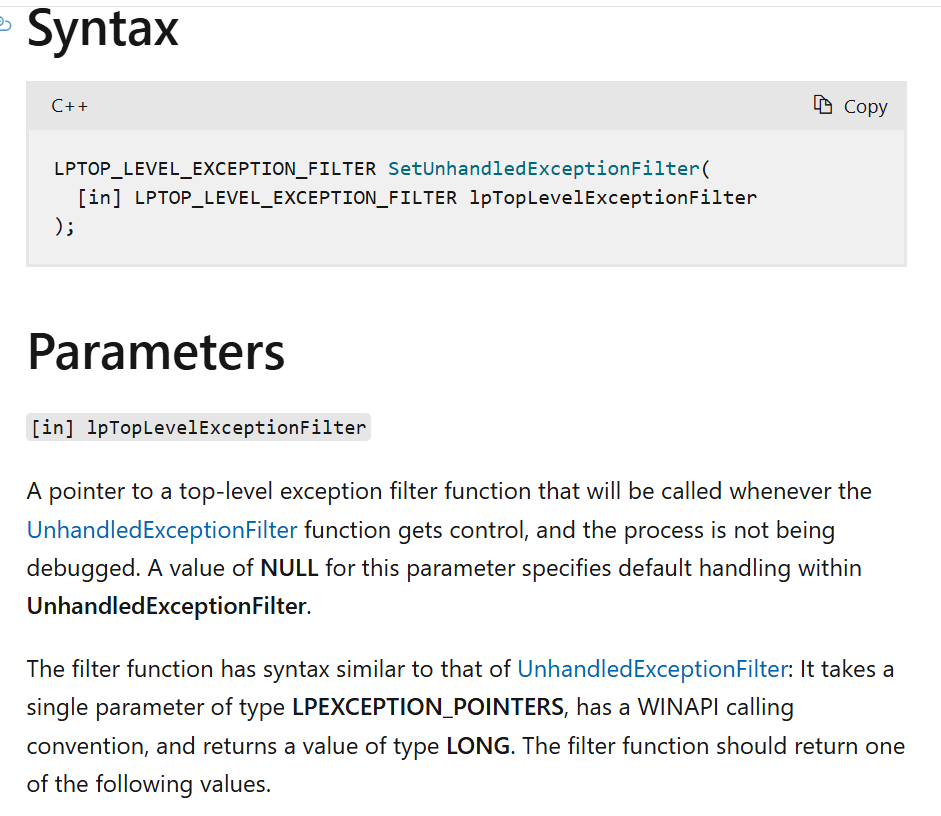 Syntax
C++
Copy
LPTOP_LEVEL_EXCEPTION_FILTER SetUnhandledExceptionFilter(
  [in] LPTOP_LEVEL_EXCEPTION_FILTER lpTopLevelExceptionFilter
);
Parameters
[in] lpTopLevelExceptionFilter
A pointer to a top-level exception filter function that will be called whenever the
UnhandledExceptionFilter function gets control, and the process is not being
debugged. A value of NULL for this parameter specifies default handling within
UnhandledExceptionFilter.
The filter function has syntax similar to that of UnhandledExceptionFilter: It takes a
single parameter of type LPEXCEPTION_POINTERS, has a WINAPI calling
convention, and returns a value of type LONG. The filter function should return one
of the following values.